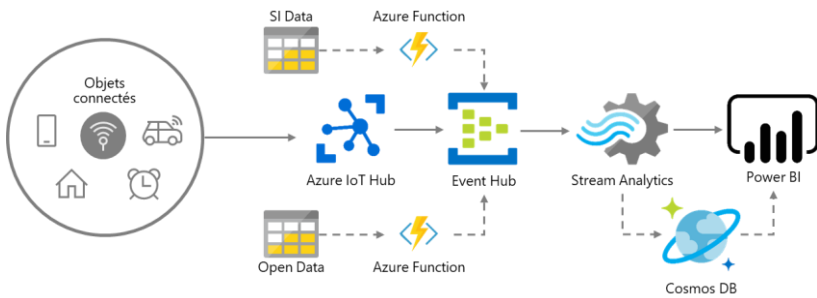 SI Data
Azure Function
Objets
connectés
Azure IoT Hub
Event Hub
Stream Analytics
Power BI
Open Data
Azure Function
Cosmos DB